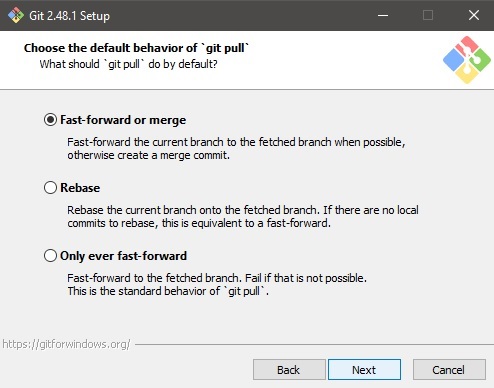 Git 2.48.1 Setup
Choose the default behavior of `git pull`
What should `git pull` do by default?
Fast-forward or merge
Fast-forward the current branch to the fetched branch when possible,
otherwise create a merge commit.
Rebase
Rebase the current branch onto the fetched branch. If there are no local
commits to rebase, this is equivalent to a fast-forward.
Only ever fast-forward
Fast-forward to the fetched branch. Fail if that is not possible.
This is the standard behavior of `git pull`.
https://gitforwindows.org/
Back
Next
Cancel